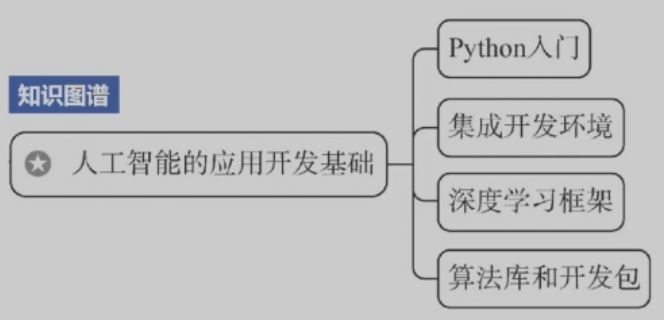 知识图谱
人工智能的应用开发基础
Python入门
集成开发环境
深度学习框架
算法库和开发包